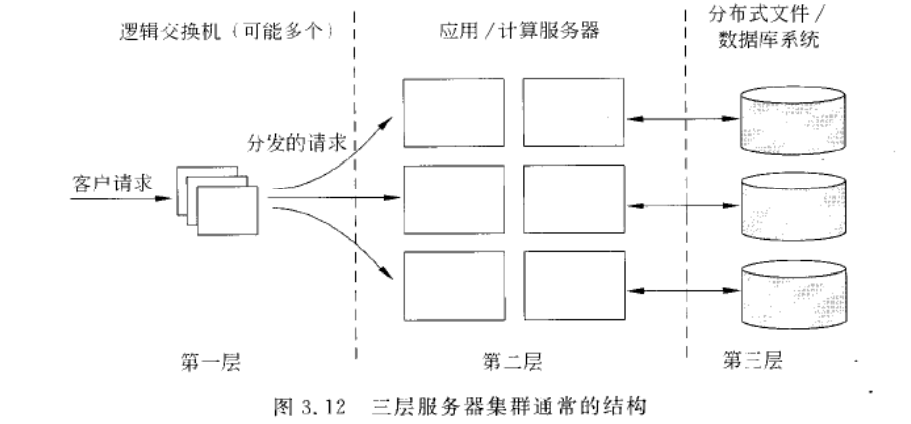 逻辑交换机（可能多个）
应用/计算服务器
分布式文件/
数据库系统
分发的请求
客户请求
第一层
第二层
第三层
图 3.12 三层服务器集群通常的结构